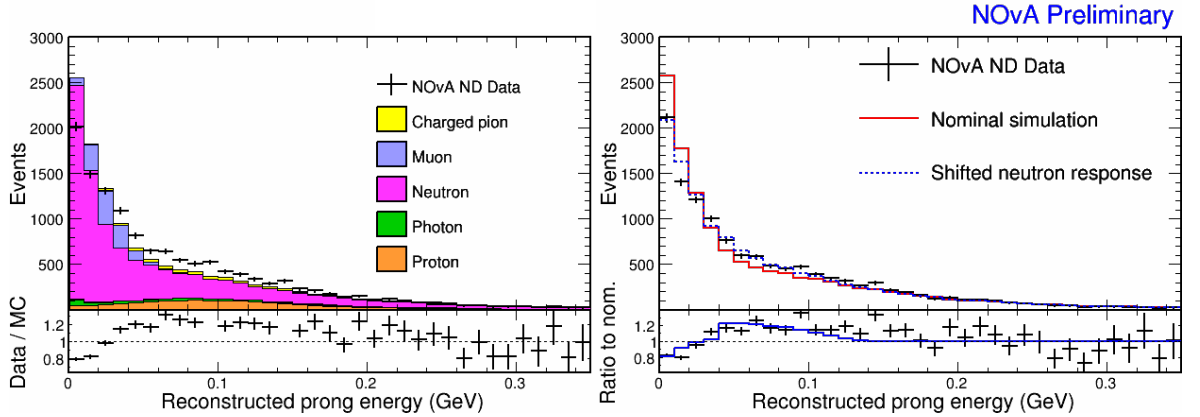 NOvA Preliminary
3000
2500
2000
1500
1000
500
Events
NOvA ND Data
Charged pion
Muon
Neutron
Photon
Proton
1.2
1
0.8
Data / MC
0
0.1
0.2
0.3
Reconstructed prong energy (GeV)
3000
2500
2000
1500
1000
500
Events
NOvA ND Data
Nominal simulation
Shifted neutron response
1.2
1
0.8
Ratio to nom.
0
0.1
0.2
0.3
Reconstructed prong energy (GeV)